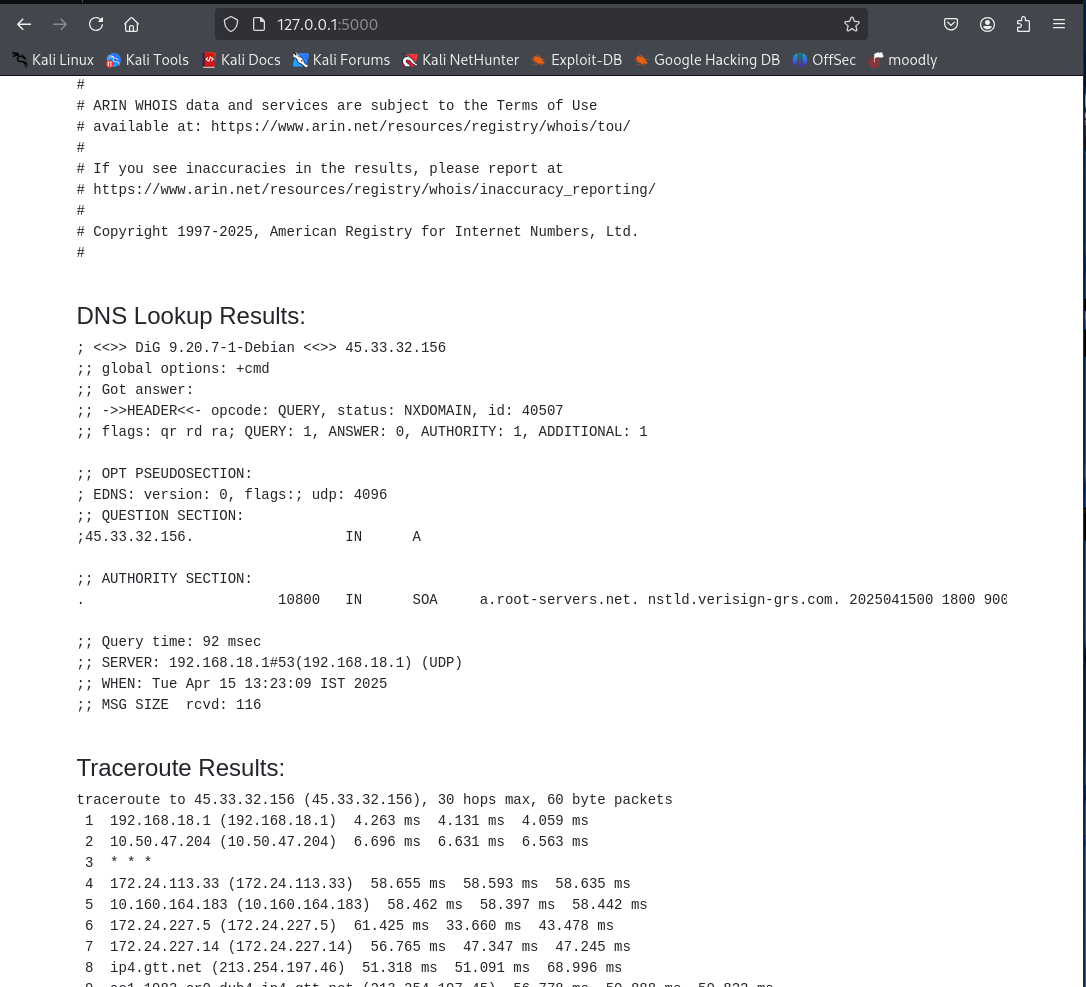 127.0.0.1:5000
Kali Linux Kali Tools Kali Docs Kali Forums Kali NetHunter Exploit-DB Google Hacking DB OffSec moodly
#
# ARIN WHOIS data and services are subject to the Terms of Use
# available at: https://www.arin.net/resources/registry/whois/tou/
#
# If you see inaccuracies in the results, please report at
# https://www.arin.net/resources/registry/whois/inaccuracy_reporting/
#
# Copyright 1997-2025, American Registry for Internet Numbers, Ltd.
#
DNS Lookup Results:
; <<>> DiG 9.20.7-1-Debian <<>> 45.33.32.156
;; global options: +cmd
;; Got answer:
;; ->>HEADER<<- opcode: QUERY, status: NXDOMAIN, id: 40507
;; flags: qr rd ra; QUERY: 1, ANSWER: 0, AUTHORITY: 1, ADDITIONAL: 1
;; OPT PSEUDOSECTION:
; EDNS: version: 0, flags:; udp: 4096
;; QUESTION SECTION:
;45.33.32.156. IN A
;; AUTHORITY SECTION:
. 10800 IN SOA a.root-servers.net. nstld.verisign-grs.com. 2025041500 1800 900
;; Query time: 92 msec
;; SERVER: 192.168.18.1#53(192.168.18.1) (UDP)
;; WHEN: Tue Apr 15 13:23:09 IST 2025
;; MSG SIZE rcvd: 116
Traceroute Results:
traceroute to 45.33.32.156 (45.33.32.156), 30 hops max, 60 byte packets
1 192.168.18.1 (192.168.18.1) 4.263 ms 4.131 ms 4.059 ms
2 10.50.47.204 (10.50.47.204) 6.696 ms 6.631 ms 6.563 ms
3 * * *
4 172.24.113.33 (172.24.113.33) 58.655 ms 58.593 ms 58.635 ms
5 10.160.164.183 (10.160.164.183) 58.462 ms 58.397 ms 58.442 ms
6 172.24.227.5 (172.24.227.5) 61.425 ms 33.660 ms 43.478 ms
7 172.24.227.14 (172.24.227.14) 56.765 ms 47.347 ms 47.245 ms
8 ip4.gtt.net (213.254.197.46) 51.318 ms 51.091 ms 68.996 ms